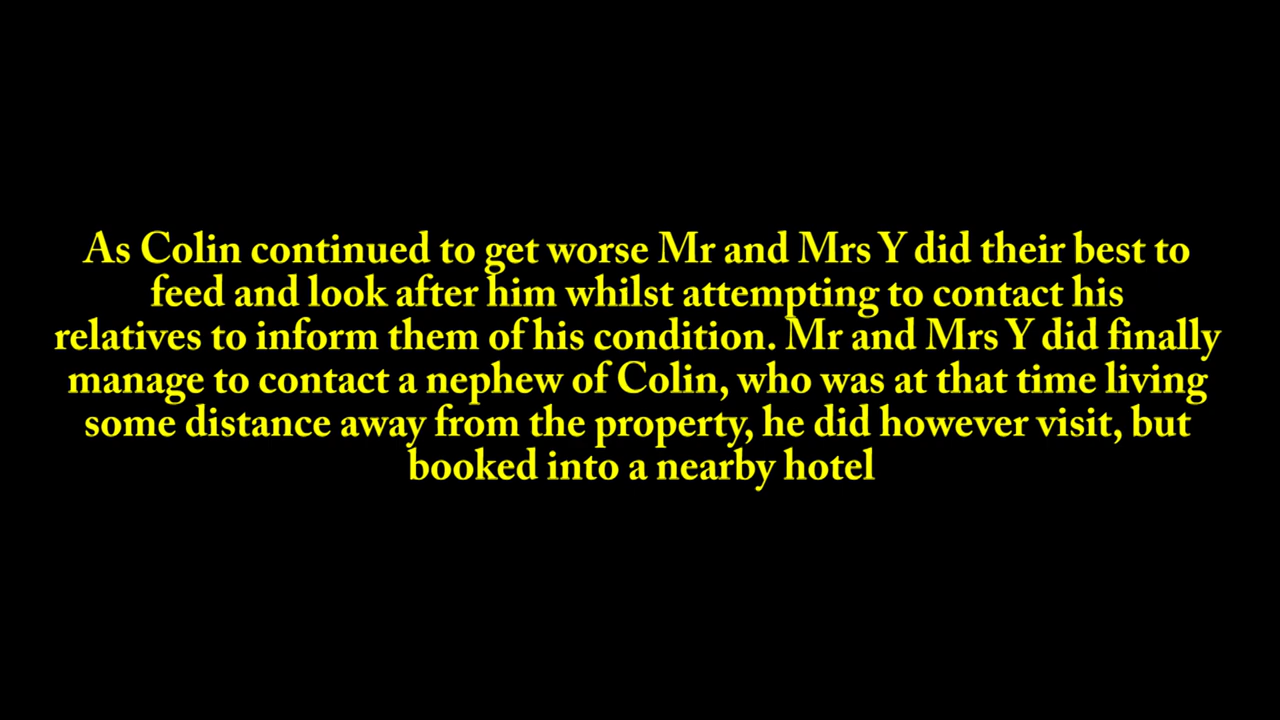 As Colin continued to get worse Mr and Mrs Y did their best to
feed and look after him whilst attempting to contact his
relatives to inform them of his condition. Mr and Mrs Y did finally
manage to contact a nephew of Colin, who was at that time living
some distance away from the property, he did however visit, but
booked into a nearby hotel